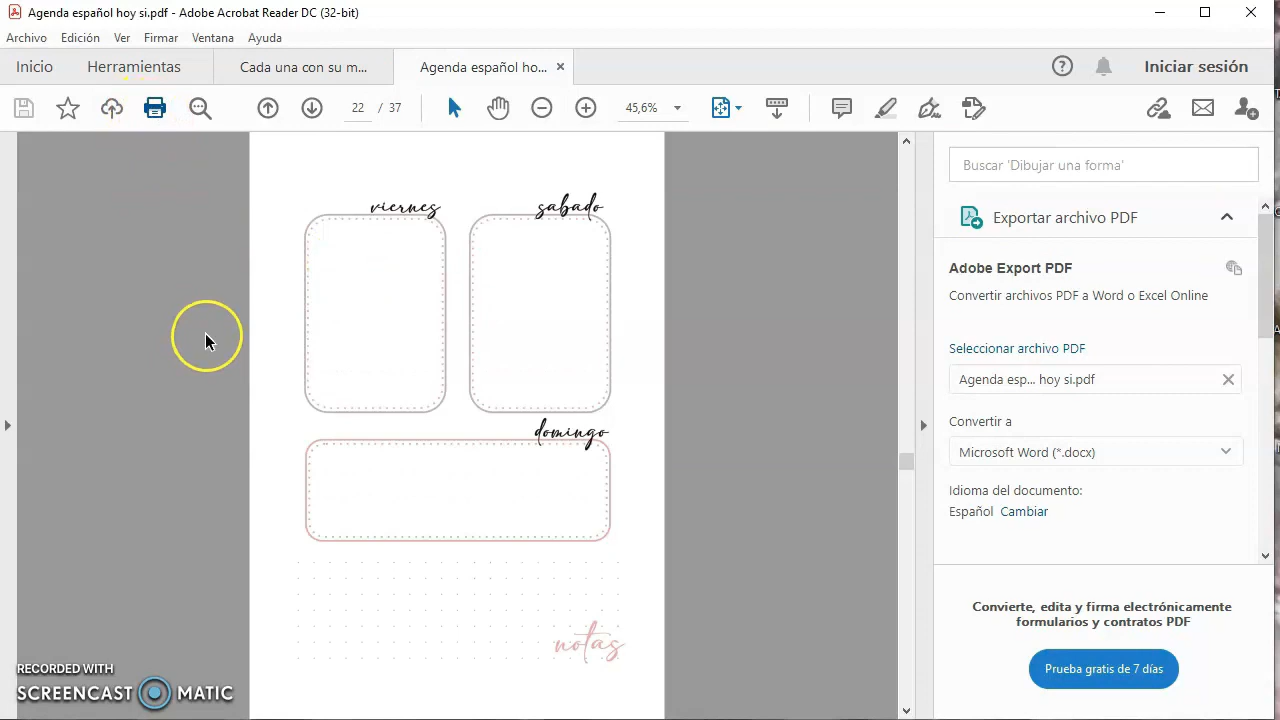 Agenda español hoy si.pdf - Adobe Acrobat Reader DC (32-bit)
Archivo Edición Ver Firmar Ventana Ayuda
Inicio Herramientas Cada una con su m... Agenda español ho... Iniciar sesión
22 / 37 45,6%
Buscar 'Dibujar una forma'
Exportar archivo PDF
Adobe Export PDF
Convertir archivos PDF a Word o Excel Online
Seleccionar archivo PDF
Agenda esp... hoy si.pdf
Convertir a
Microsoft Word (*.docx)
Idioma del documento:
Español Cambiar
Convierte, edita y firma electrónicamente
formularios y contratos PDF
Prueba gratis de 7 días
viernes sabado
domingo
notas
RECORDED WITH
SCREENCAST MATIC